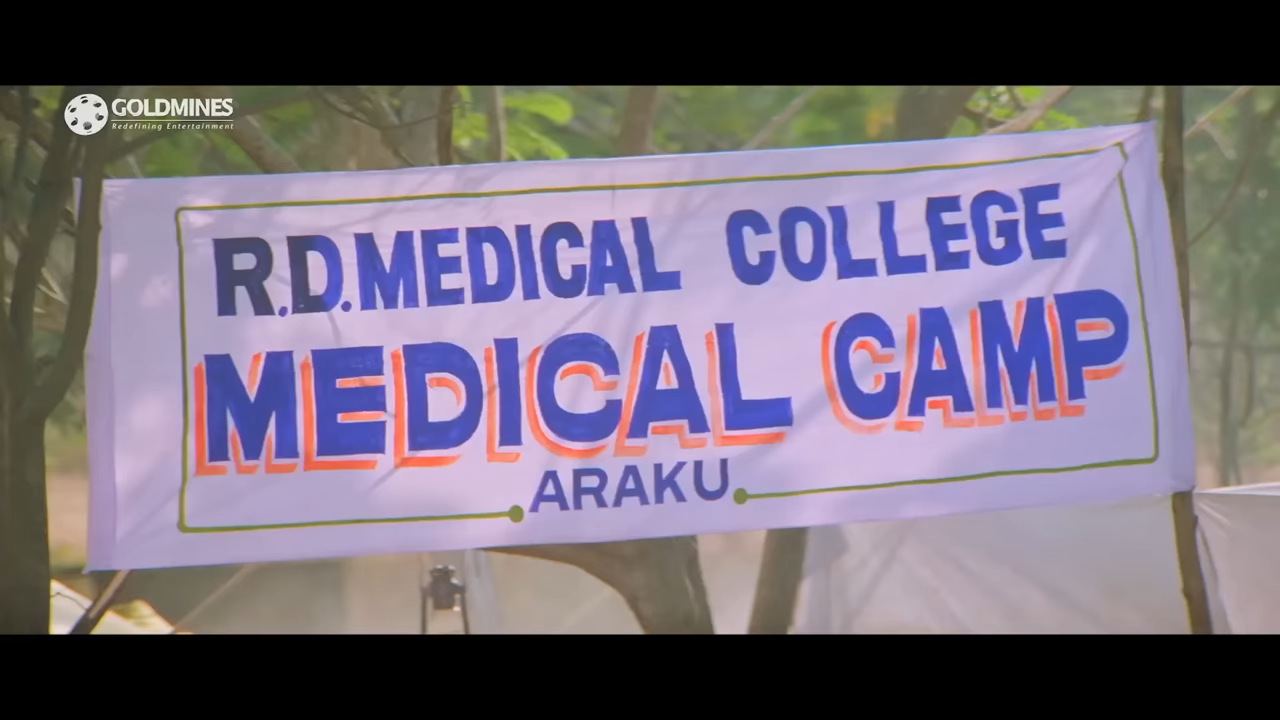 GOLDMINES
Redefining Entertainment
R.D.MEDICAL COLLEGE
MEDICAL CAMP
ARAKU